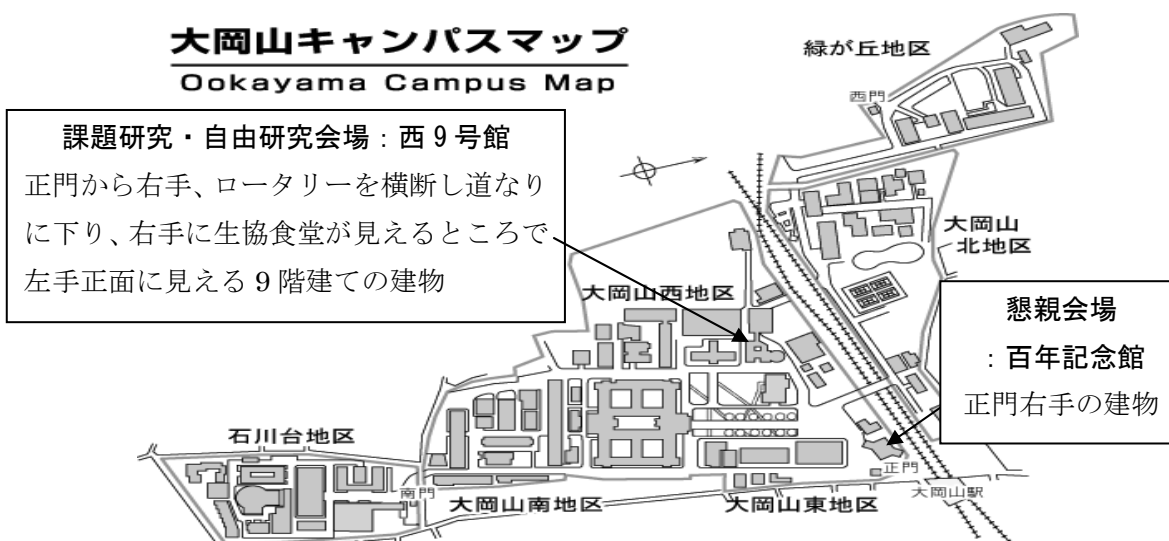 大岡山キャンパスマップ
Ookayama Campus Map
緑が丘地区
西門
課題研究・自由研究会場：西９号館
正門から右手、ロータリーを横断し道なり
に下り、右手に生協食堂が見えるところで
左手正面に見える 9 階建ての建物
大岡山
北地区
大岡山西地区
懇親会場
：百年記念館
正門右手の建物
石川台地区
正門
南門
大岡山南地区
大岡山東地区
大岡山駅